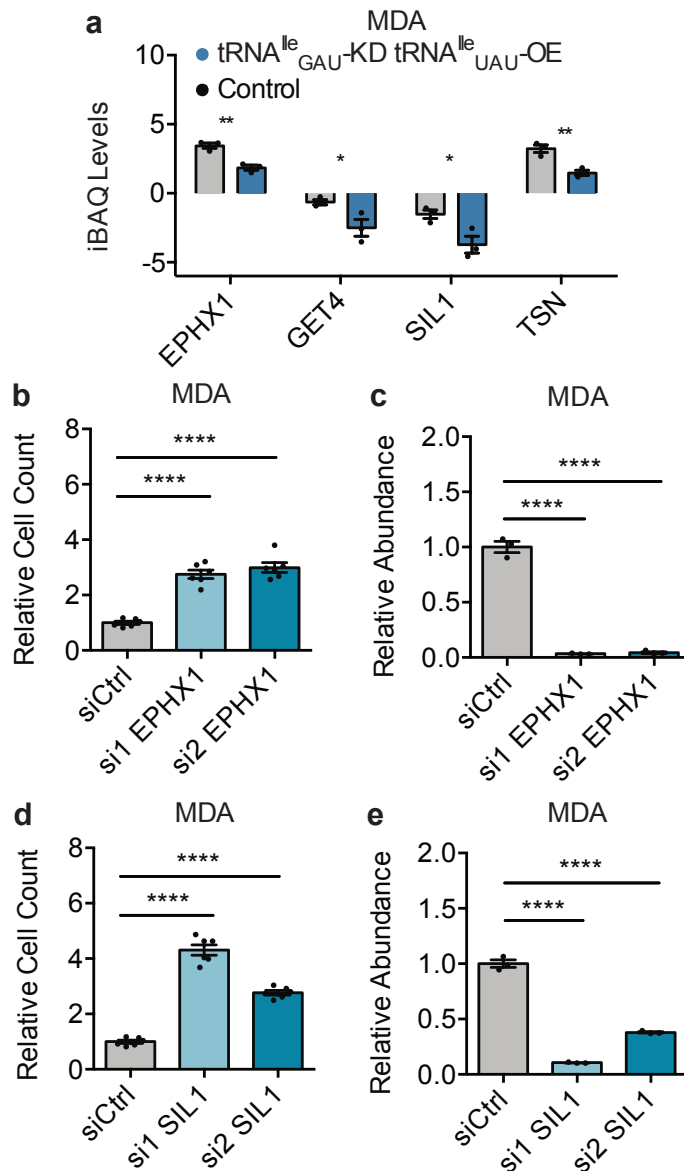 a
MDA
tRNA^Ile_GAU-KD tRNA^Ile_UAU-OE
Control
iBAQ Levels
10
5
0
-5
**
*
*
**
EPHX1
GET4
SIL1
TSN
b
MDA
Relative Cell Count
8
6
4
2
0
****
****
siCtrl
si1 EPHX1
si2 EPHX1
c
MDA
Relative Abundance
2.0
1.5
1.0
0.5
0.0
****
****
siCtrl
si1 EPHX1
si2 EPHX1
d
MDA
Relative Cell Count
8
6
4
2
0
****
****
siCtrl
si1 SIL1
si2 SIL1
e
MDA
Relative Abundance
2.0
1.5
1.0
0.5
0.0
****
****
siCtrl
si1 SIL1
si2 SIL1